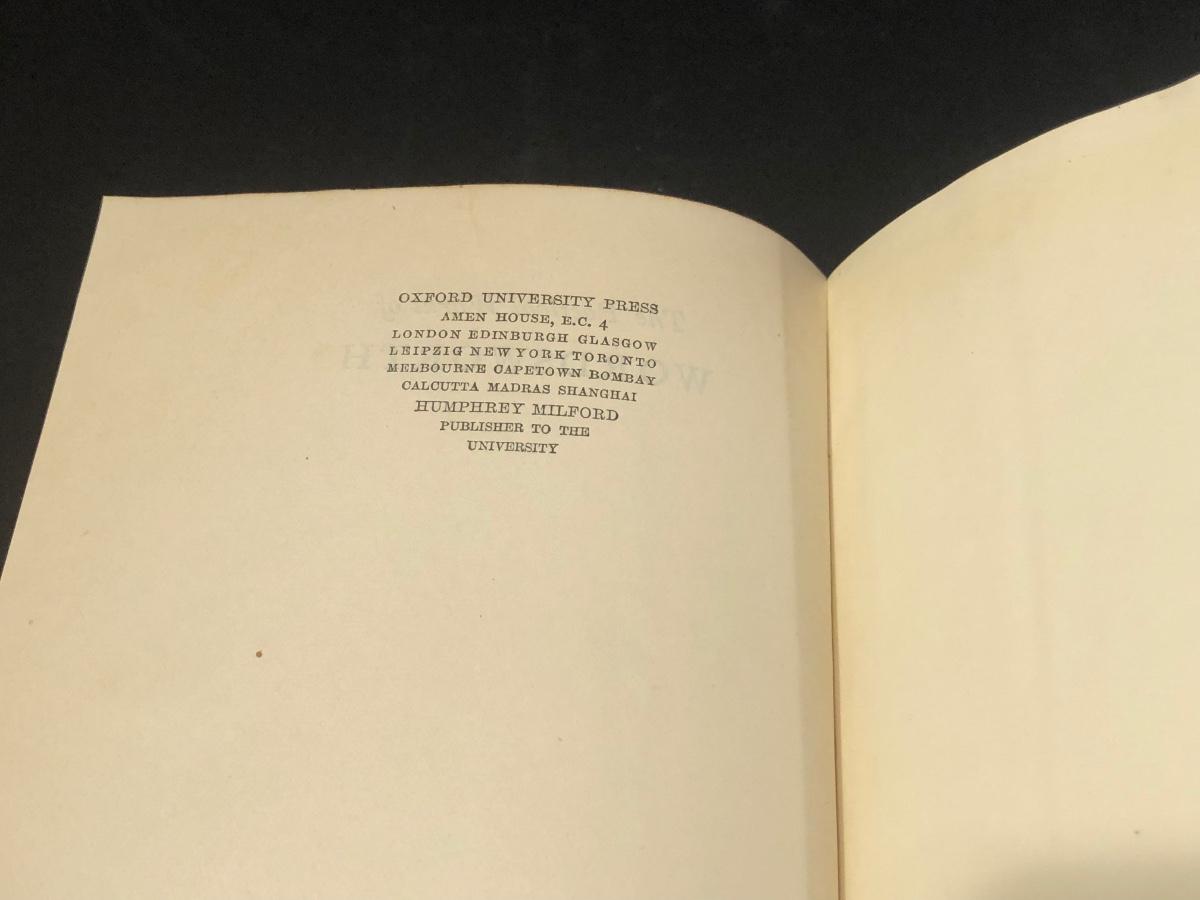 OXFORD UNIVERSITY PRESS
AMEN HOUSE, E.C. 4
LONDON EDINBURGH GLASGOW
LEIPZIG NEW YORK TORONTO
MELBOURNE CAPETOWN BOMBAY
CALCUTTA MADRAS SHANGHAI
HUMPHREY MILFORD
PUBLISHER TO THE
UNIVERSITY